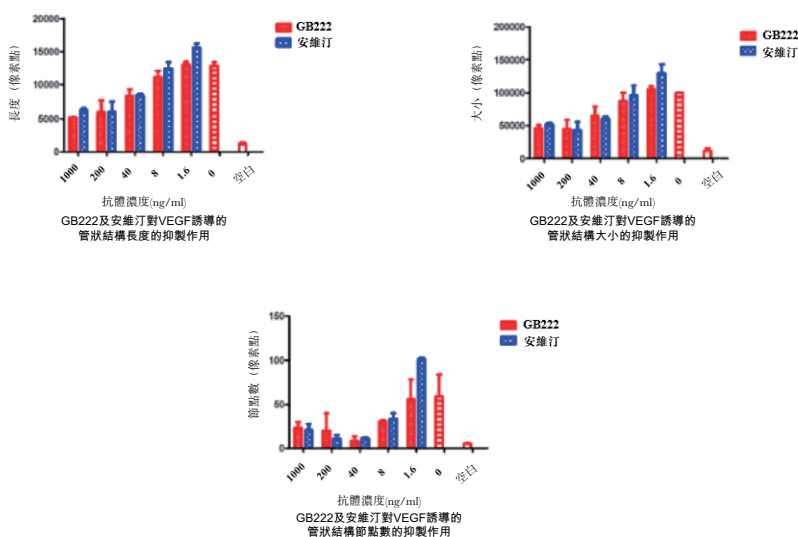 20000
15000
10000
5000
0
長度（像素點）
GB222
安維汀
1000
200
40
8
1.6
0
空白
抗體濃度(ng/ml)
GB222及安維汀對VEGF誘導的
管狀結構長度的抑製作用
200000
150000
100000
50000
0
大小（像素點）
GB222
安維汀
1000
200
40
8
1.6
0
空白
抗體濃度(ng/ml)
GB222及安維汀對VEGF誘導的
管狀結構大小的抑製作用
150
100
50
0
節點數（像素點）
GB222
安維汀
1000
200
40
8
1.6
0
空白
抗體濃度(ng/ml)
GB222及安維汀對VEGF誘導的
管狀結構節點數的抑製作用